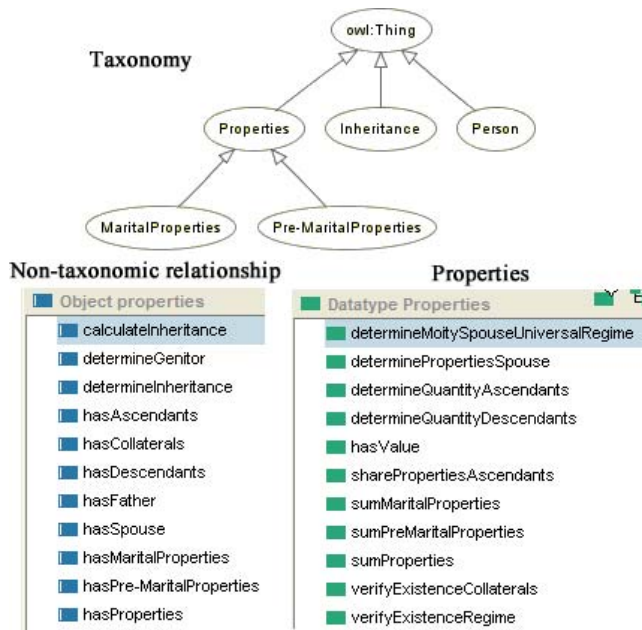 owl:Thing
Taxonomy
Properties
Inheritance
Person
MaritalProperties
Pre-MaritalProperties
Non-taxonomic relationship
Properties
Object properties
calculateInheritance
determineGenitor
determineInheritance
hasAscendants
hasCollaterals
hasDescendants
hasFather
hasSpouse
hasMaritalProperties
hasPre-MaritalProperties
hasProperties
Datatype Properties
determineMoitySpouseUniversalRegime
determinePropertiesSpouse
determineQuantityAscendants
determineQuantityDescendants
hasValue
sharePropertiesAscendants
sumMaritalProperties
sumPreMaritalProperties
sumProperties
verifyExistenceCollaterals
verifyExistenceRegime